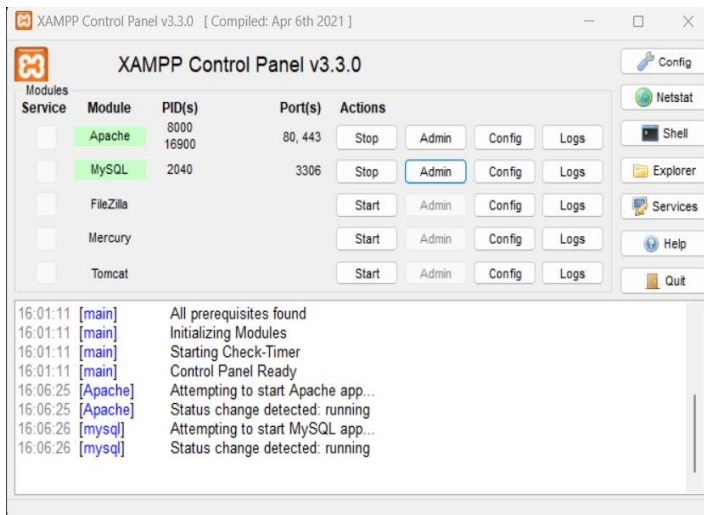 XAMPP Control Panel v3.3.0 [ Compiled: Apr 6th 2021 ]
XAMPP Control Panel v3.3.0
Config
Modules
Netstat
Service Module PID(s) Port(s) Actions
Apache 8000 16900 80, 443 Stop Admin Config Logs
Shell
MySQL 2040 3306 Stop Admin Config Logs
Explorer
FileZilla Start Admin Config Logs
Services
Mercury Start Admin Config Logs
Help
Tomcat Start Admin Config Logs
Quit
16:01:11 [main] All prerequisites found
16:01:11 [main] Initializing Modules
16:01:11 [main] Starting Check-Timer
16:01:11 [main] Control Panel Ready
16:06:25 [Apache] Attempting to start Apache app...
16:06:25 [Apache] Status change detected: running
16:06:26 [mysql] Attempting to start MySQL app...
16:06:26 [mysql] Status change detected: running